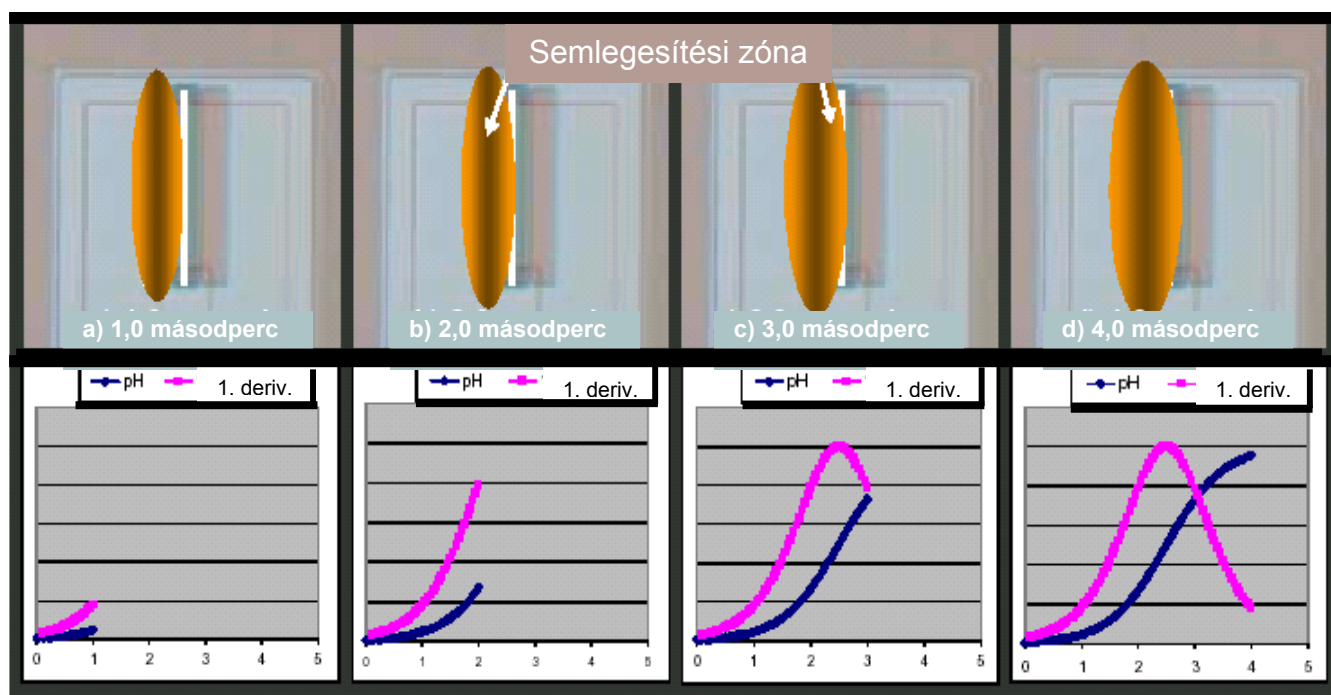 Semlegesítési zóna
a) 1,0 másodperc
b) 2,0 másodperc
c) 3,0 másodperc
d) 4,0 másodperc
pH 1. deriv.
pH 1. deriv.
pH 1. deriv.
pH 1. deriv.
0 1 2 3 4 5
0 1 2 3 4 5
0 1 2 3 4 5
0 1 2 3 4 5